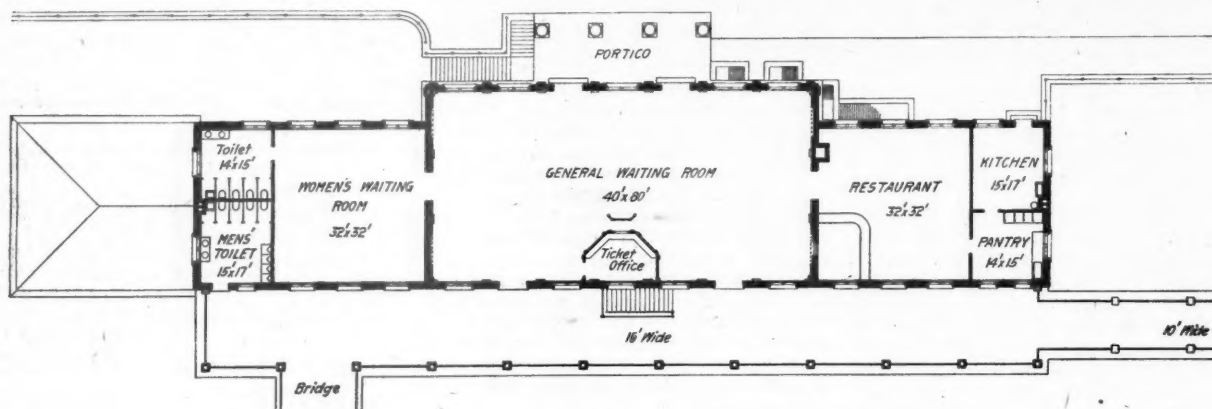 PORTICO
Toilet
14'x15'
MENS'
TOILET
15'x17'
WOMEN'S WAITING
ROOM
32'x32'
GENERAL WAITING ROOM
40'x80'
Ticket
Office
RESTAURANT
32'x32'
KITCHEN
15'x17'
PANTRY
14'x15'
16' Wide
10' Wide
Bridge